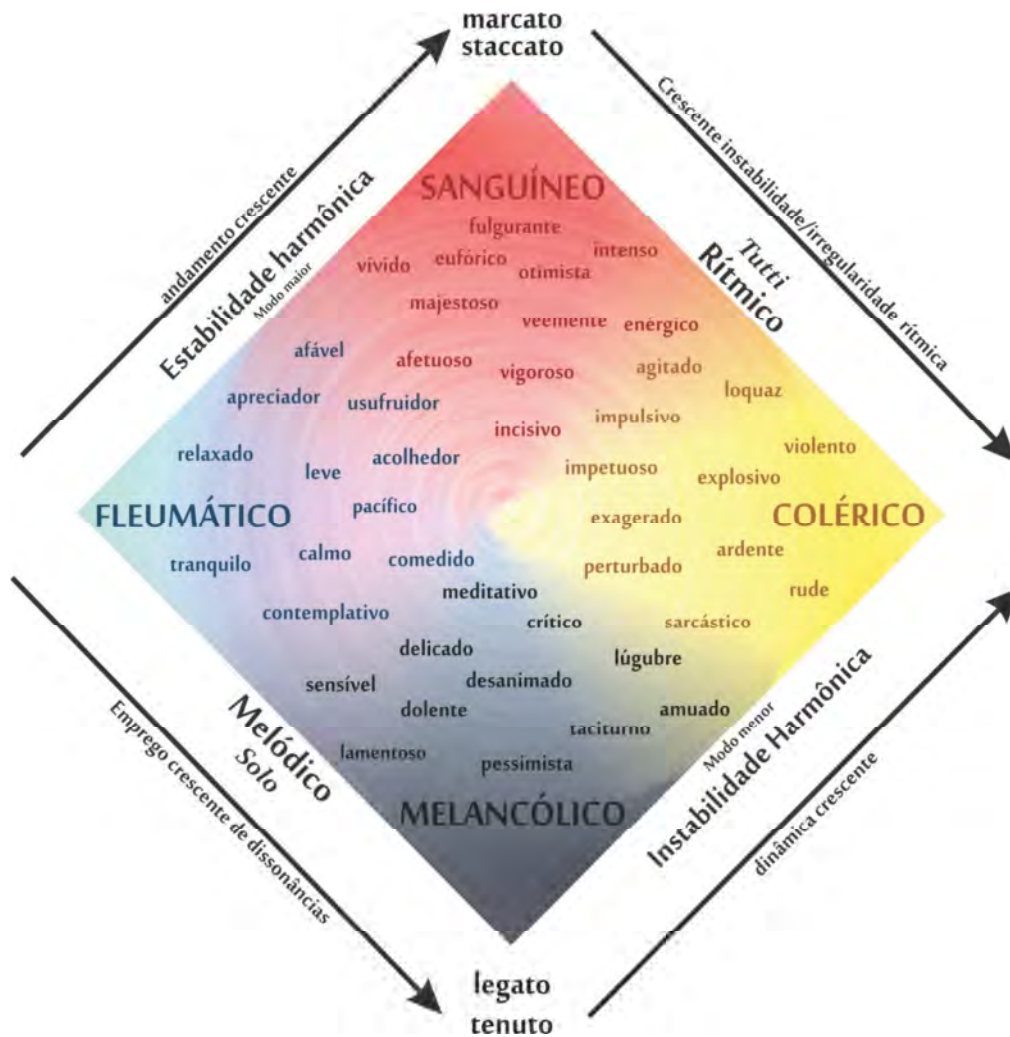 marcato
staccato
andamento crescente
Estabilidade harmônica
Modo maior
Crescente instabilidade/irregularidade rítmica
Tutti
Rítmico
SANGUÍNEO
fulgurante
vívido
eufórico
otimista
intenso
majestoso
veemente
enérgico
afável
afetuoso
vigoroso
agitado
loquaz
apreciador
usufruidor
incisivo
impulsivo
violento
relaxado
leve
acolhedor
impetuoso
explosivo
pacífico
FLEUMÁTICO
exagerado
COLÉRICO
tranquilo
calmo
comedido
perturbado
ardente
rude
meditativo
contemplativo
crítico
sarcástico
delicado
lúgubre
sensível
desanimado
dolente
taciturno
amuado
lamentoso
pessimista
MELANCÓLICO
Melódico
Solo
Emprego crescente de dissonâncias
Modo menor
Instabilidade Harmônica
dinâmica crescente
legato
tenuto